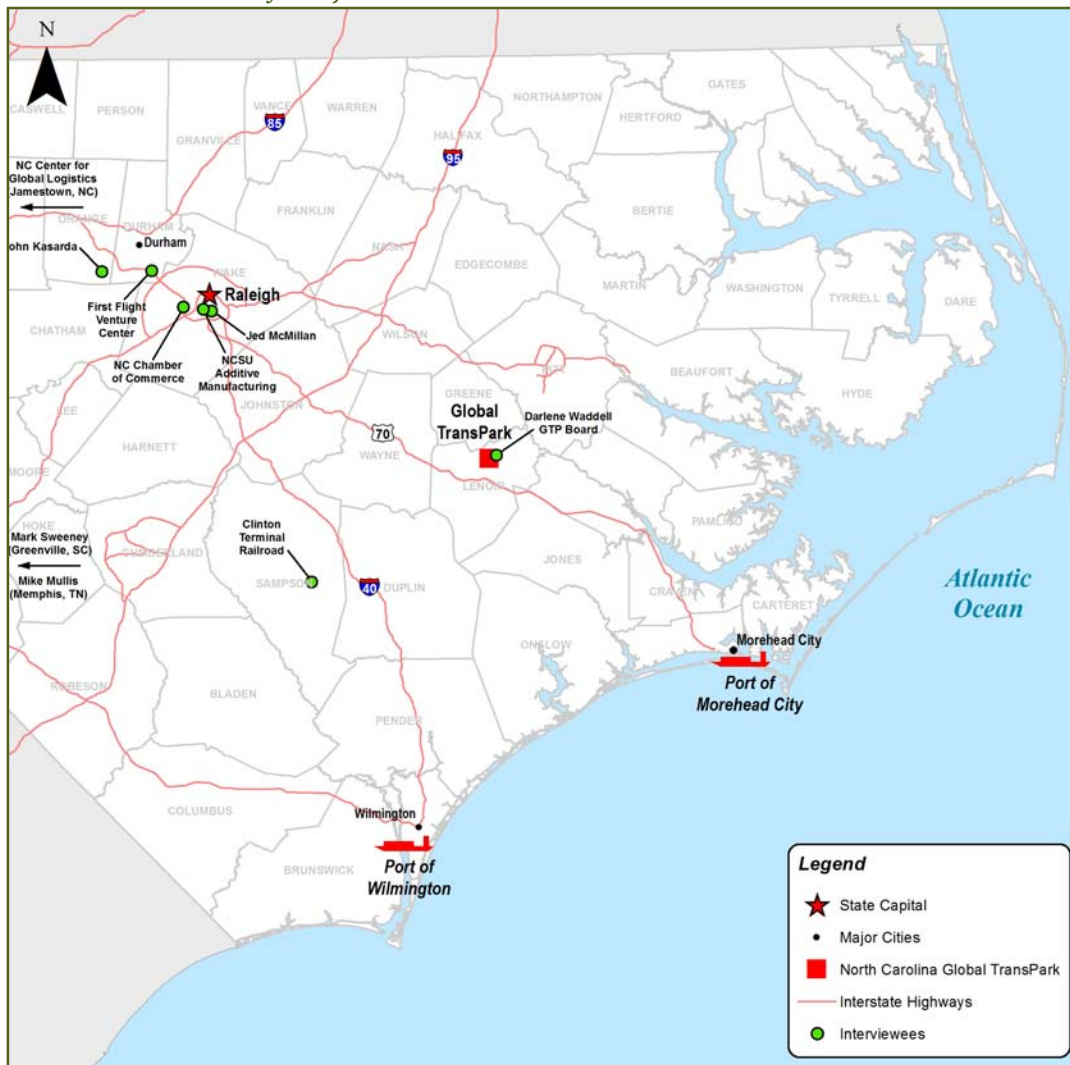 N
CASWELL
PERSON
GRANVILLE
VANCE
85
WARREN
NORTHAMPTON
GATES
HERTFORD
HALIFAX
95
NC Center for
Global Logistics
(Jamestown, NC)
ORANGE
DURHAM
Durham
FRANKLIN
NASH
BERTIE
John Kasarda
First Flight
Venture
Center
WAKE
Raleigh
EDGECOMBE
MARTIN
WASHINGTON
TYRRELL
DARE
CHATHAM
NC Chamber
of Commerce
NCSU
Additive
Manufacturing
Jed McMillan
WILSON
PITT
BEAUFORT
HYDE
LEE
HARNETT
JOHNSTON
GREENE
Global
TransPark
Darlene Waddell
GTP Board
70
WAYNE
LENOIR
MOORE
PAMLICO
HOKE
Mark Sweeney
(Greenville, SC)
Mike Mullis
(Memphis, TN)
CUMBERLAND
Clinton
Terminal
Railroad
SAMPSON
40
DUPLIN
JONES
CRAVEN
CARTERET
Atlantic
Ocean
ONSLOW
Morehead City
Port of
Morehead City
ROBESON
BLADEN
PENDER
COLUMBUS
Wilmington
Port of
Wilmington
BRUNSWICK
Legend
State Capital
Major Cities
North Carolina Global TransPark
Interstate Highways
Interviewees